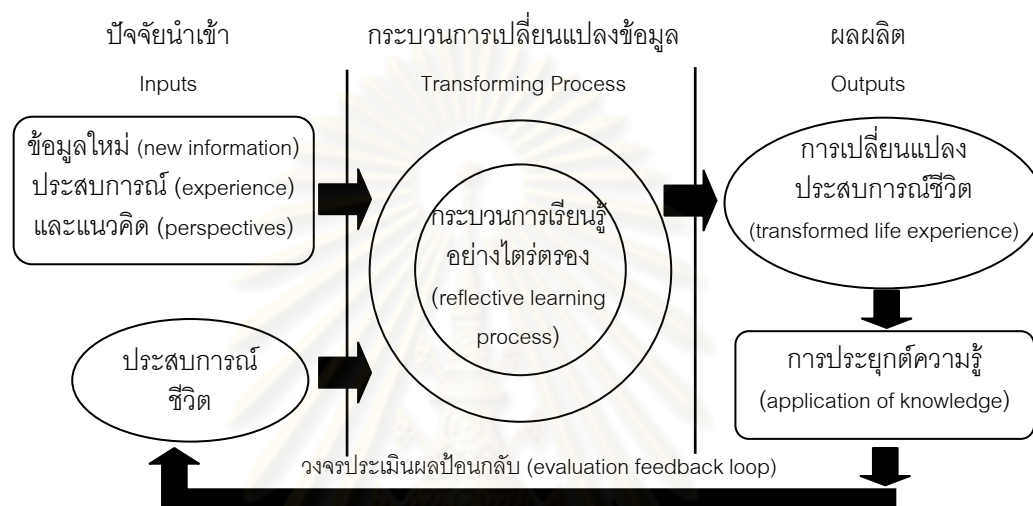 ปัจจัยนำเข้า
Inputs
ข้อมูลใหม่ (new information)
ประสบการณ์ (experience)
และแนวคิด (perspectives)
ประสบการณ์
ชีวิต
กระบวนการเปลี่ยนแปลงข้อมูล
Transforming Process
กระบวนการเรียนรู้
อย่างไตร่ตรอง
(reflective learning
process)
ผลผลิต
Outputs
การเปลี่ยนแปลง
ประสบการณ์ชีวิต
(transformed life experience)
การประยุกต์ความรู้
(application of knowledge)
วงจรประเมินผลป้อนกลับ (evaluation feedback loop)